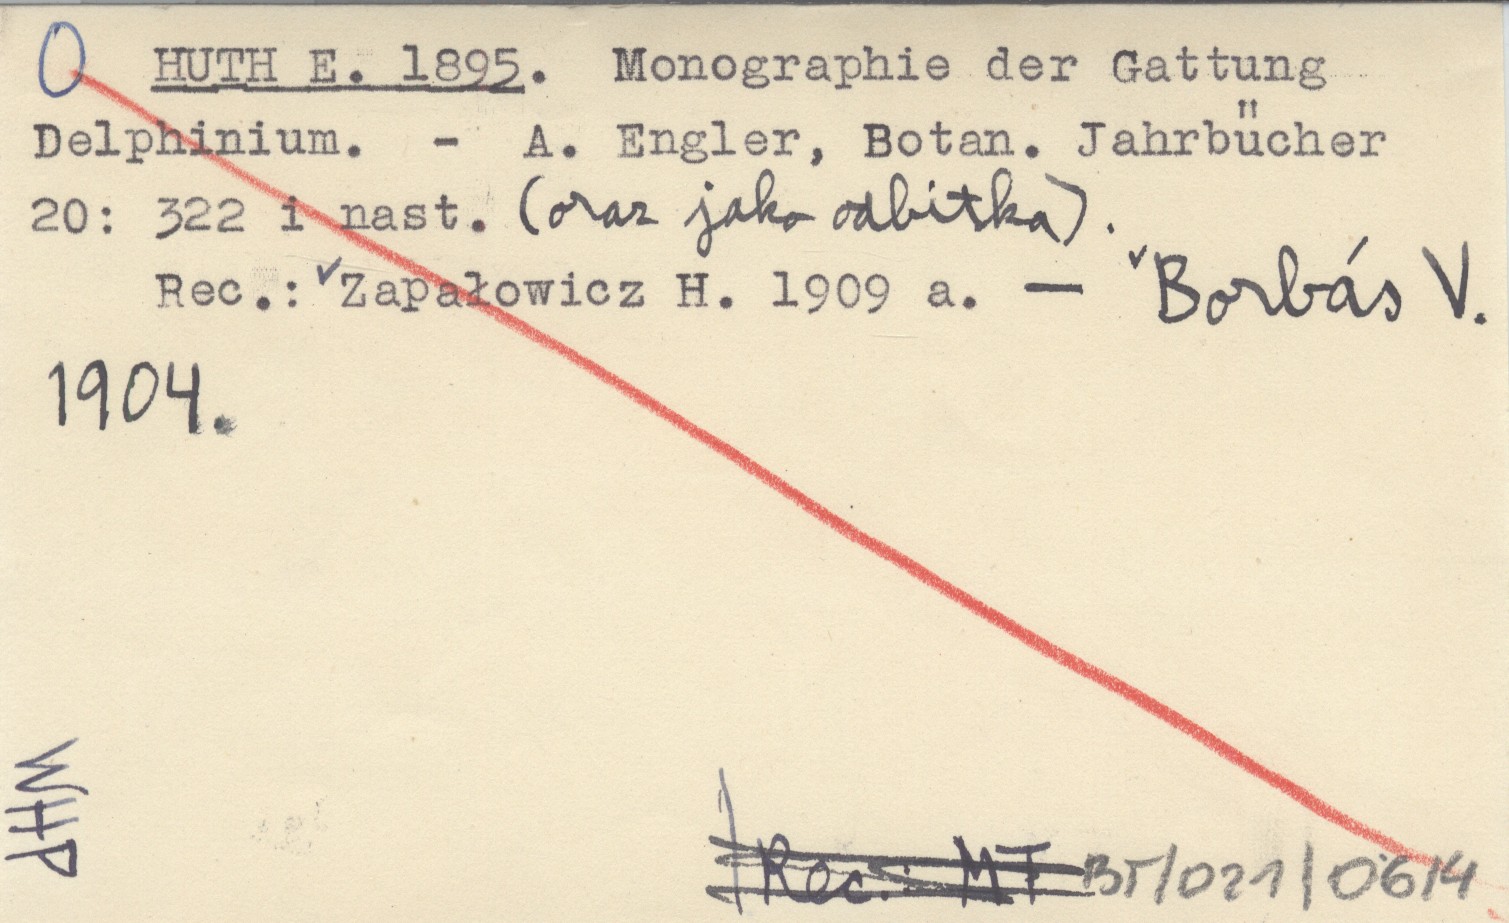 O HUTH E. 1895. Monographie der Gattung
Delphinium. - A. Engler, Botan. Jahrbücher
20: 322 i nast. (oraz jako odbitka).
Rec.: ✓Zapałowicz H. 1909 a. — ✓Borbás V.
1904.
WHP
Rec.: MT BT/021/0614